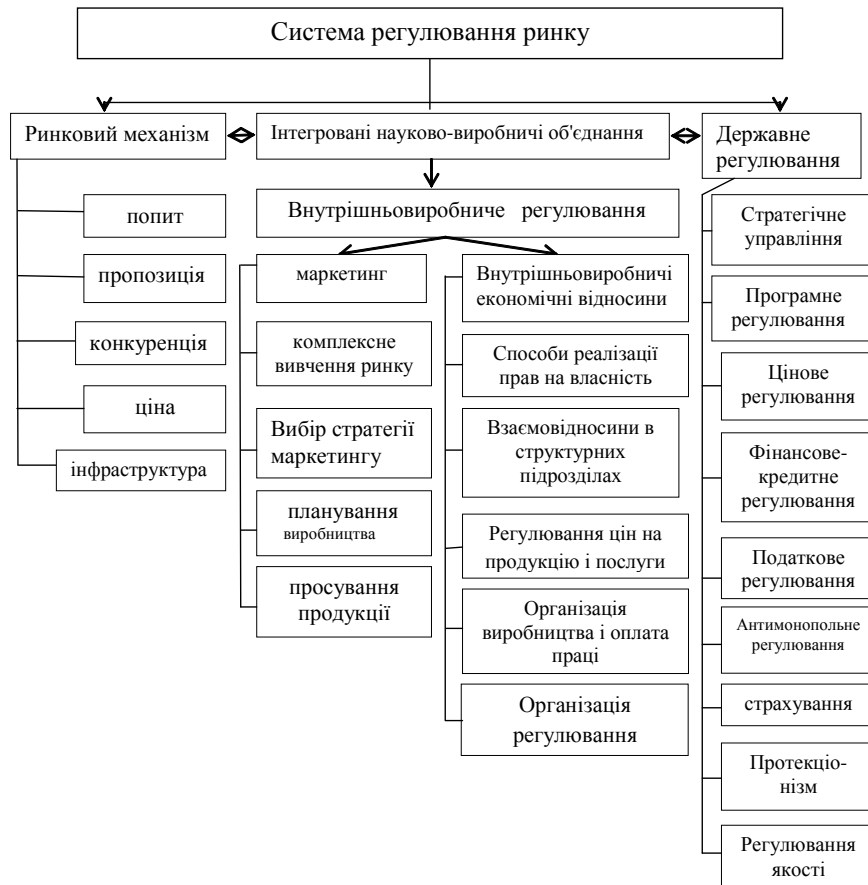 Система регулювання ринку
Ринковий механізм
Інтегровані науково-виробничі об'єднання
Державне
регулювання
Внутрішньовиробниче регулювання
попит
пропозиція
конкуренція
ціна
інфраструктура
маркетинг
комплексне
вивчення ринку
Вибір стратегії
маркетингу
планування
виробництва
просування
продукції
Внутрішньовиробничі
економічні відносини
Способи реалізації
прав на власність
Взаємовідносини в
структурних
підрозділах
Регулювання цін на
продукцію і послуги
Організація
виробництва і оплата
праці
Організація
регулювання
Стратегічне
управління
Програмне
регулювання
Цінове
регулювання
Фінансове-
кредитне
регулювання
Податкове
регулювання
Антимонопольне
регулювання
страхування
Протекціо-
нізм
Регулювання
якості